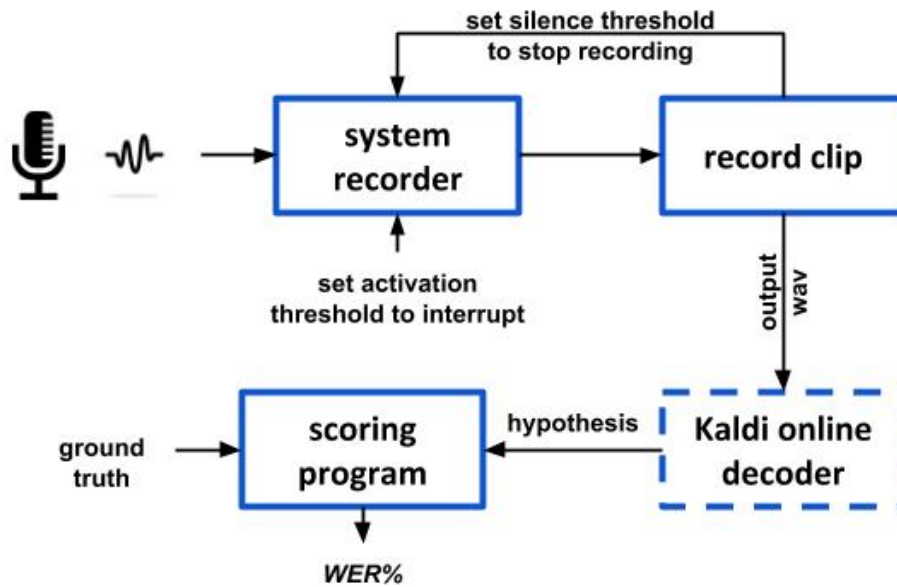 set silence threshold
to stop recording
system
recorder
record clip
set activation
threshold to interrupt
output
wav
ground
truth
scoring
program
hypothesis
Kaldi online
decoder
WER%